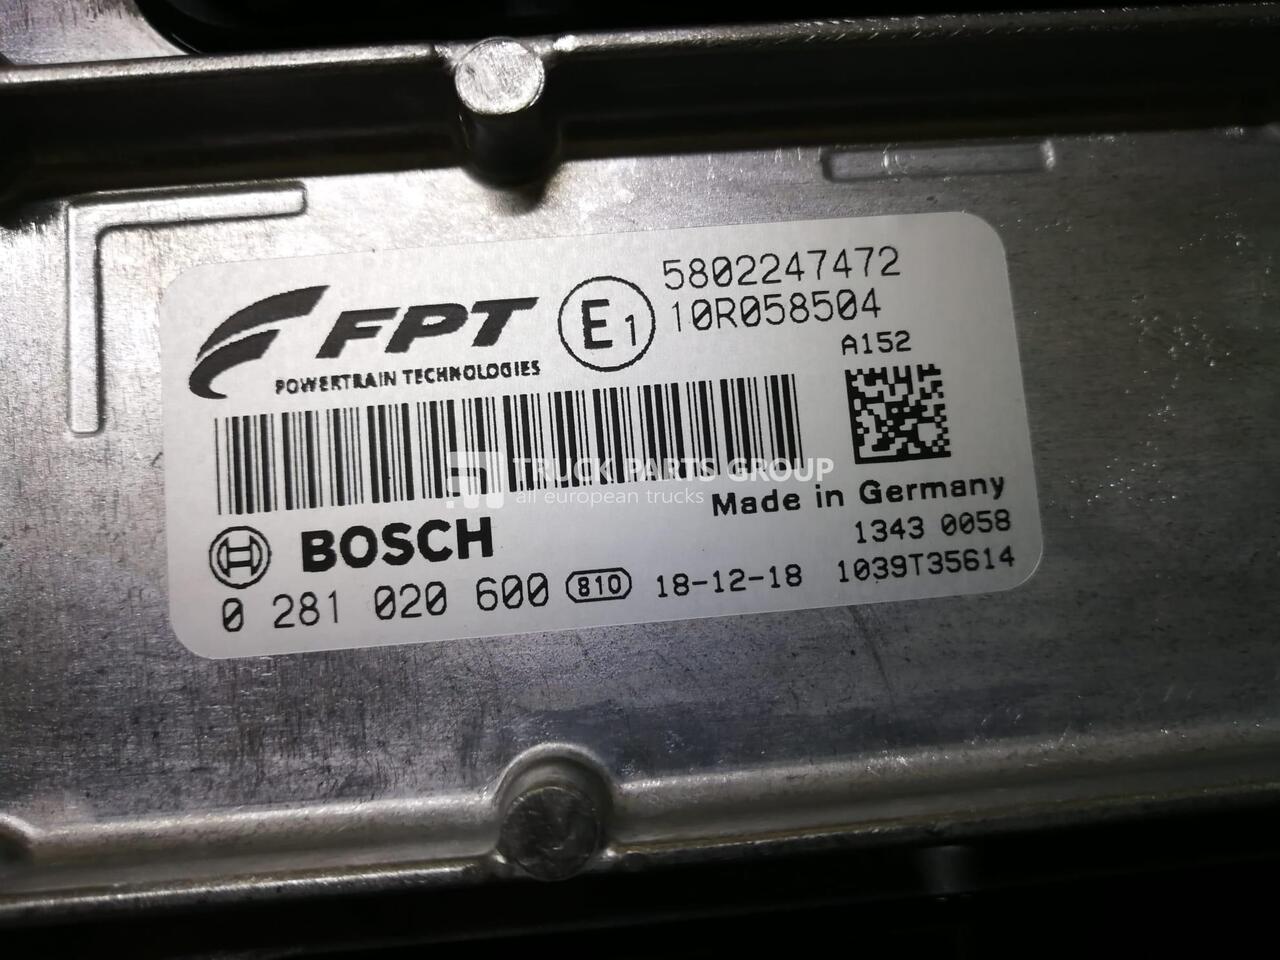 FPT
POWERTRAIN TECHNOLOGIES
E1
5802247472
10R058504
A152
TRUCK PARTS GROUP
all european trucks
Made in Germany
BOSCH
1343 0058
0 281 020 600 810 18-12-18 1039T35614